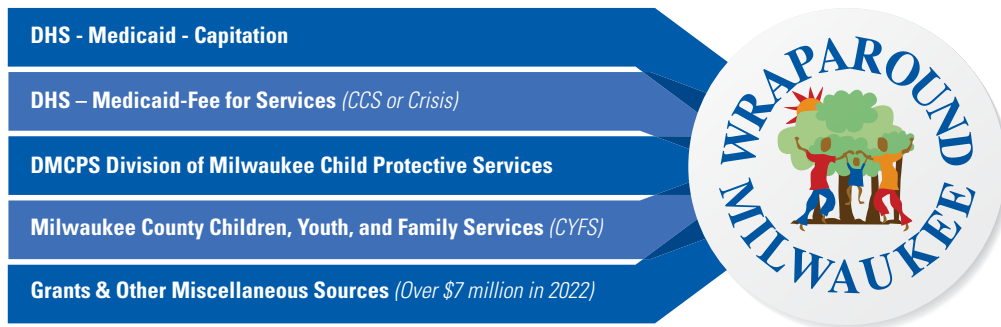 DHS - Medicaid - Capitation
DHS – Medicaid-Fee for Services (CCS or Crisis)
DMCPS Division of Milwaukee Child Protective Services
Milwaukee County Children, Youth, and Family Services (CYFS)
Grants & Other Miscellaneous Sources (Over $7 million in 2022)
WRAPAROUND
MILWAUKEE